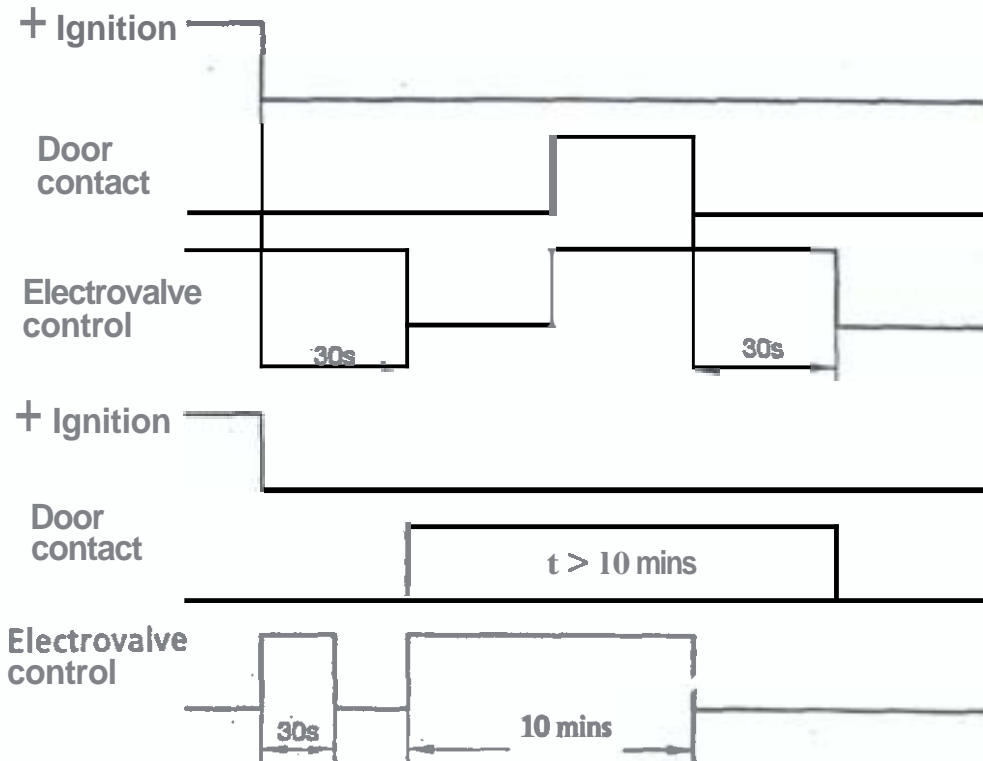 + Ignition
Door
contact
Electrovalve
control
30s
30s
+ Ignition
Door
contact
t > 10 mins
Electrovalve
control
30s
10 mins